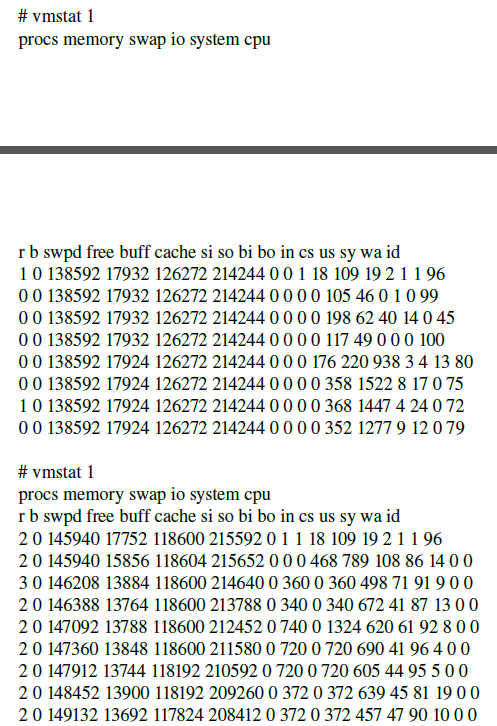 # vmstat 1
procs memory swap io system cpu
r b swpd free buff cache si so bi bo in cs us sy wa id
1 0 138592 17932 126272 214244 0 0 1 18 109 19 2 1 1 96
0 0 138592 17932 126272 214244 0 0 0 0 105 46 0 1 0 99
0 0 138592 17932 126272 214244 0 0 0 0 198 62 40 14 0 45
0 0 138592 17932 126272 214244 0 0 0 0 117 49 0 0 0 100
0 0 138592 17924 126272 214244 0 0 0 176 220 938 3 4 13 80
0 0 138592 17924 126272 214244 0 0 0 0 358 1522 8 17 0 75
1 0 138592 17924 126272 214244 0 0 0 0 368 1447 4 24 0 72
0 0 138592 17924 126272 214244 0 0 0 0 352 1277 9 12 0 79
# vmstat 1
procs memory swap io system cpu
r b swpd free buff cache si so bi bo in cs us sy wa id
2 0 145940 17752 118600 215592 0 1 1 18 109 19 2 1 1 96
2 0 145940 15856 118604 215652 0 0 0 468 789 108 86 14 0 0
3 0 146208 13884 118600 214640 0 360 0 360 498 71 91 9 0 0
2 0 146388 13764 118600 213788 0 340 0 340 672 41 87 13 0 0
2 0 147092 13788 118600 212452 0 740 0 1324 620 61 92 8 0 0
2 0 147360 13848 118600 211580 0 720 0 720 690 41 96 4 0 0
2 0 147912 13744 118192 210592 0 720 0 720 605 44 95 5 0 0
2 0 148452 13900 118192 209260 0 372 0 372 639 45 81 19 0 0
2 0 149132 13692 117824 208412 0 372 0 372 457 47 90 10 0 0